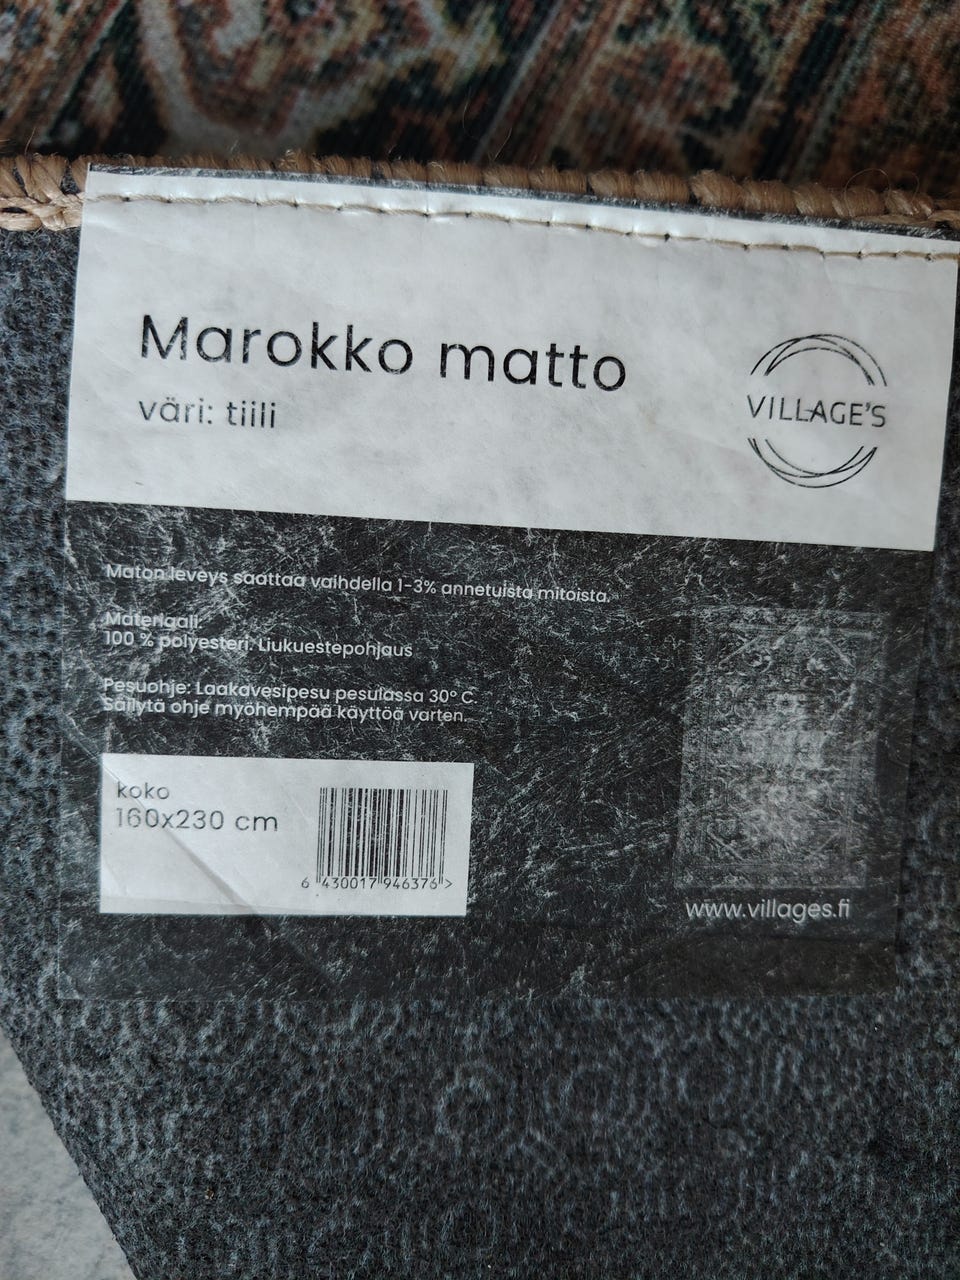 Marokko matto
väri: tiili
VILLAGE'S
Maton leveys saattaa vaihdella 1-3% annetuista mitoista.
Materiaali:
100 % polyesteri. Liukuestepohjaus
Pesuohje: Laakavesipesu pesulassa 30° C.
Säilytä ohje myöhempää käyttöä varten.
koko
160x230 cm
6 430017 946376 >
www.villages.fi